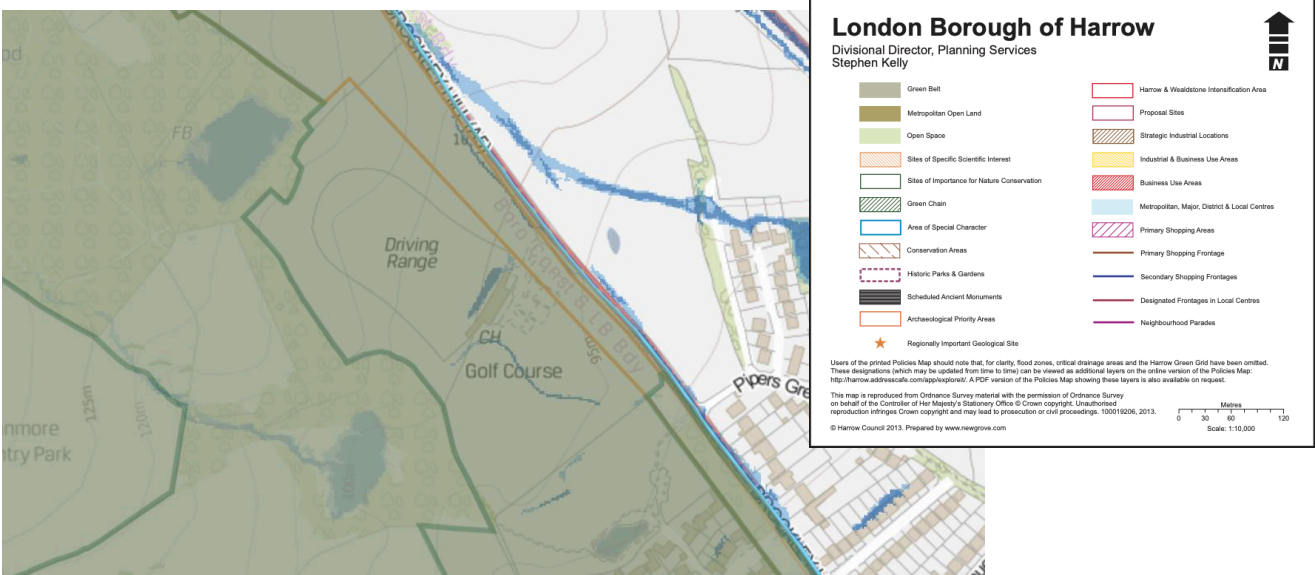 London Borough of Harrow
Divisional Director, Planning Services
Stephen Kelly
N
Green Belt
Metropolitan Open Land
Open Space
Sites of Specific Scientific Interest
Sites of Importance for Nature Conservation
Green Chain
Area of Special Character
Conservation Areas
Historic Parks & Gardens
Scheduled Ancient Monuments
Archaeological Priority Areas
Regionally Important Geological Site
Harrow & Wealdstone Intensification Area
Proposal Sites
Strategic Industrial Locations
Industrial & Business Use Areas
Business Use Areas
Metropolitan, Major, District & Local Centres
Primary Shopping Areas
Primary Shopping Frontage
Secondary Shopping Frontages
Designated Frontages in Local Centres
Neighbourhood Parades
Users of the printed Policies Map should note that, for clarity, flood zones, critical drainage areas and the Harrow Green Grid have been omitted.
These designations (which may be updated from time to time) can be viewed as additional layers on the online version of the Policies Map:
http://harrow.addresscafe.com/app/exploreit/. A PDF version of the Policies Map showing these layers is also available on request.
This map is reproduced from Ordnance Survey material with the permission of Ordnance Survey
on behalf of the Controller of Her Majesty's Stationery Office © Crown copyright. Unauthorised
reproduction infringes Crown copyright and may lead to prosecution or civil proceedings. 100019206, 2013.
© Harrow Council 2013. Prepared by www.newgrove.com
Metres
0 30 60 120
Scale: 1:10,000
FB
Driving
Range
Boro Const & LB Bdy
CH
Golf Course
95m
Pipers Gre
125m
120m
100m
nmore
ntry Park
od